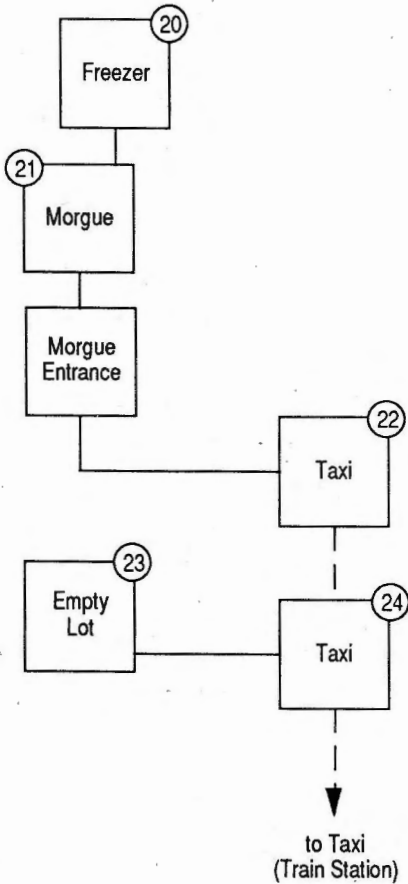 20
Freezer
21
Morgue
Morgue
Entrance
22
Taxi
23
Empty
Lot
24
Taxi
to Taxi
(Train Station)